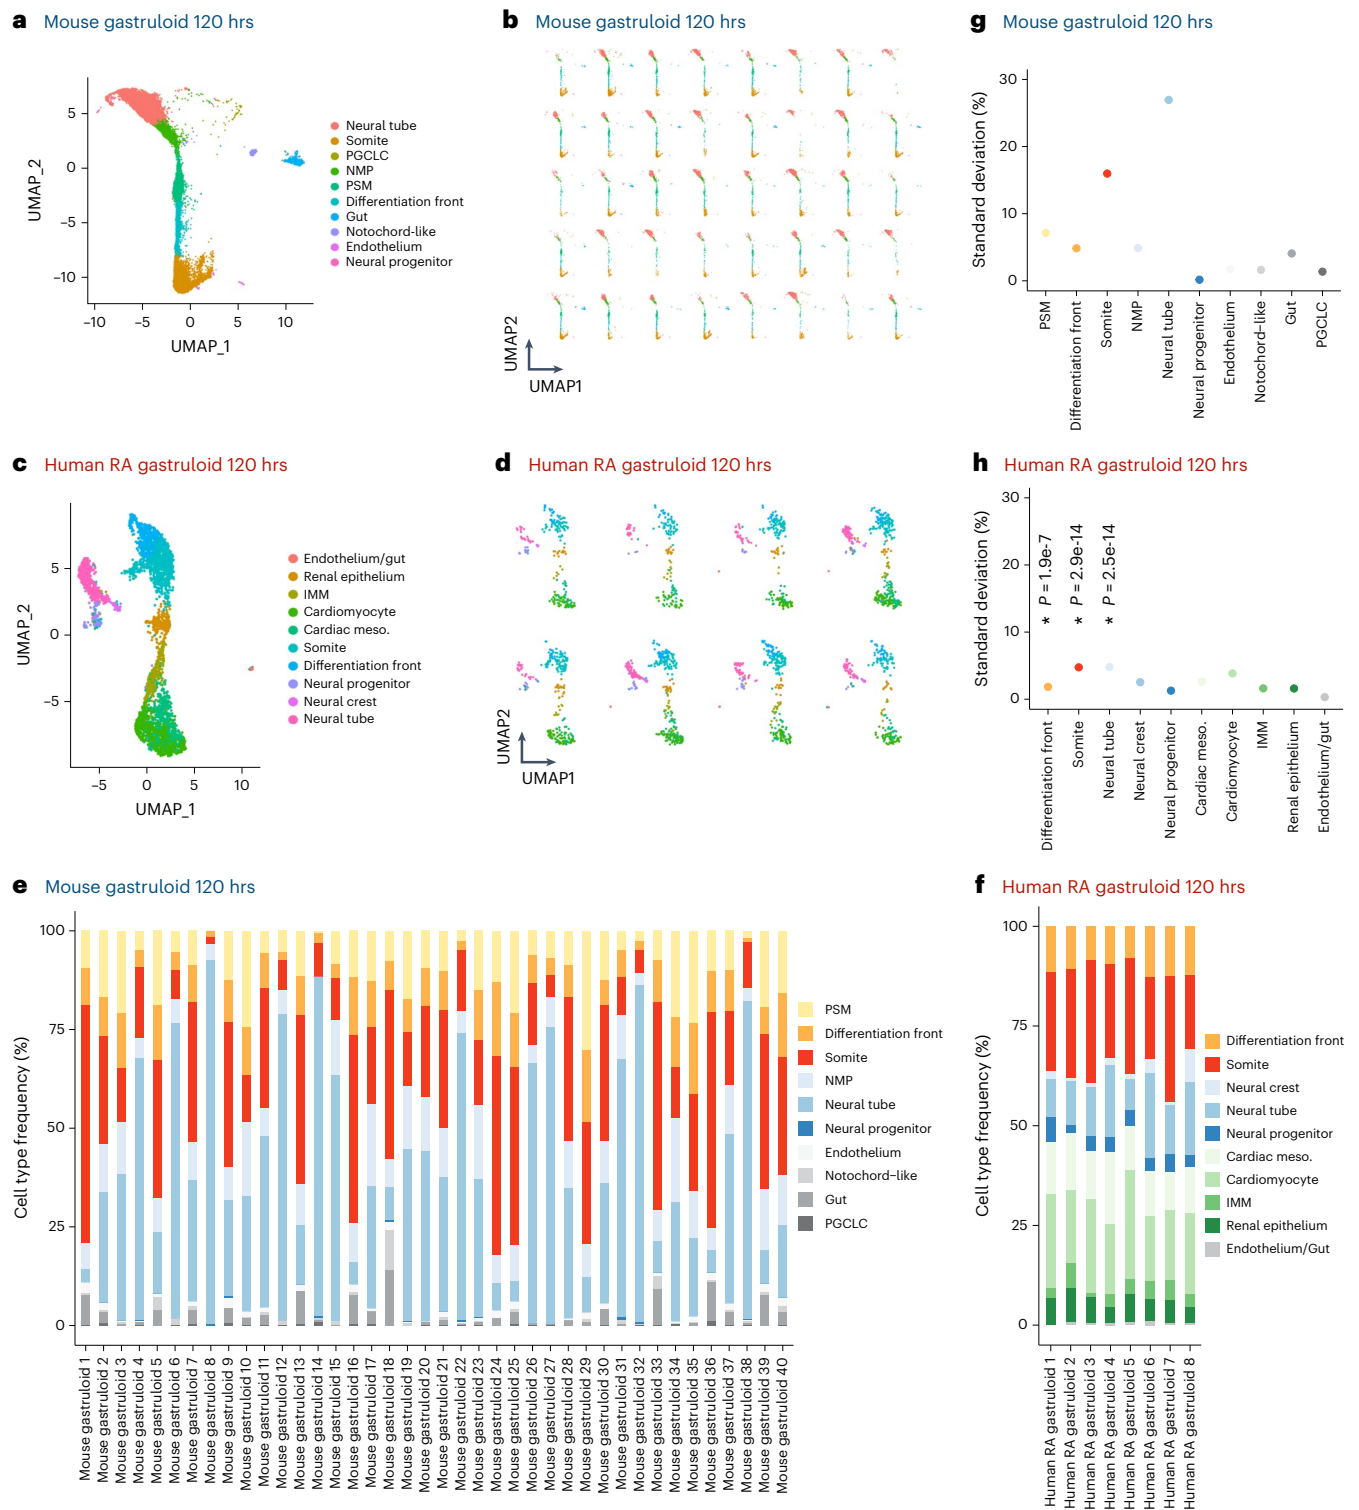 a Mouse gastruloid 120 hrs
5
0
−5
−10
UMAP_2
−10 −5 0 5 10
UMAP_1
Neural tube
Somite
PGCLC
NMP
PSM
Differentiation front
Gut
Notochord-like
Endothelium
Neural progenitor
b Mouse gastruloid 120 hrs
UMAP2
UMAP1
g Mouse gastruloid 120 hrs
Standard deviation (%)
30
20
10
0
PSM
Differentiation front
Somite
NMP
Neural tube
Neural progenitor
Endothelium
Notochord–like
Gut
PGCLC
c Human RA gastruloid 120 hrs
5
0
−5
UMAP_2
−5 0 5 10
UMAP_1
Endothelium/gut
Renal epithelium
IMM
Cardiomyocyte
Cardiac meso.
Somite
Differentiation front
Neural progenitor
Neural crest
Neural tube
d Human RA gastruloid 120 hrs
UMAP2
UMAP1
h Human RA gastruloid 120 hrs
Standard deviation (%)
30
20
10
0
* P = 1.9e-7
* P = 2.9e-14
* P = 2.5e-14
Differentiation front
Somite
Neural tube
Neural crest
Neural progenitor
Cardiac meso.
Cardiomyocyte
IMM
Renal epithelium
Endothelium/gut
e Mouse gastruloid 120 hrs
Cell type frequency (%)
100
75
50
25
0
Mouse gastruloid 1
Mouse gastruloid 2
Mouse gastruloid 3
Mouse gastruloid 4
Mouse gastruloid 5
Mouse gastruloid 6
Mouse gastruloid 7
Mouse gastruloid 8
Mouse gastruloid 9
Mouse gastruloid 10
Mouse gastruloid 11
Mouse gastruloid 12
Mouse gastruloid 13
Mouse gastruloid 14
Mouse gastruloid 15
Mouse gastruloid 16
Mouse gastruloid 17
Mouse gastruloid 18
Mouse gastruloid 19
Mouse gastruloid 20
Mouse gastruloid 21
Mouse gastruloid 22
Mouse gastruloid 23
Mouse gastruloid 24
Mouse gastruloid 25
Mouse gastruloid 26
Mouse gastruloid 27
Mouse gastruloid 28
Mouse gastruloid 29
Mouse gastruloid 30
Mouse gastruloid 31
Mouse gastruloid 32
Mouse gastruloid 33
Mouse gastruloid 34
Mouse gastruloid 35
Mouse gastruloid 36
Mouse gastruloid 37
Mouse gastruloid 38
Mouse gastruloid 39
Mouse gastruloid 40
PSM
Differentiation front
Somite
NMP
Neural tube
Neural progenitor
Endothelium
Notochord–like
Gut
PGCLC
f Human RA gastruloid 120 hrs
Cell type frequency (%)
100
75
50
25
0
Human RA gastruloid 1
Human RA gastruloid 2
Human RA gastruloid 3
Human RA gastruloid 4
Human RA gastruloid 5
Human RA gastruloid 6
Human RA gastruloid 7
Human RA gastruloid 8
Differentiation front
Somite
Neural crest
Neural tube
Neural progenitor
Cardiac meso.
Cardiomyocyte
IMM
Renal epithelium
Endothelium/Gut